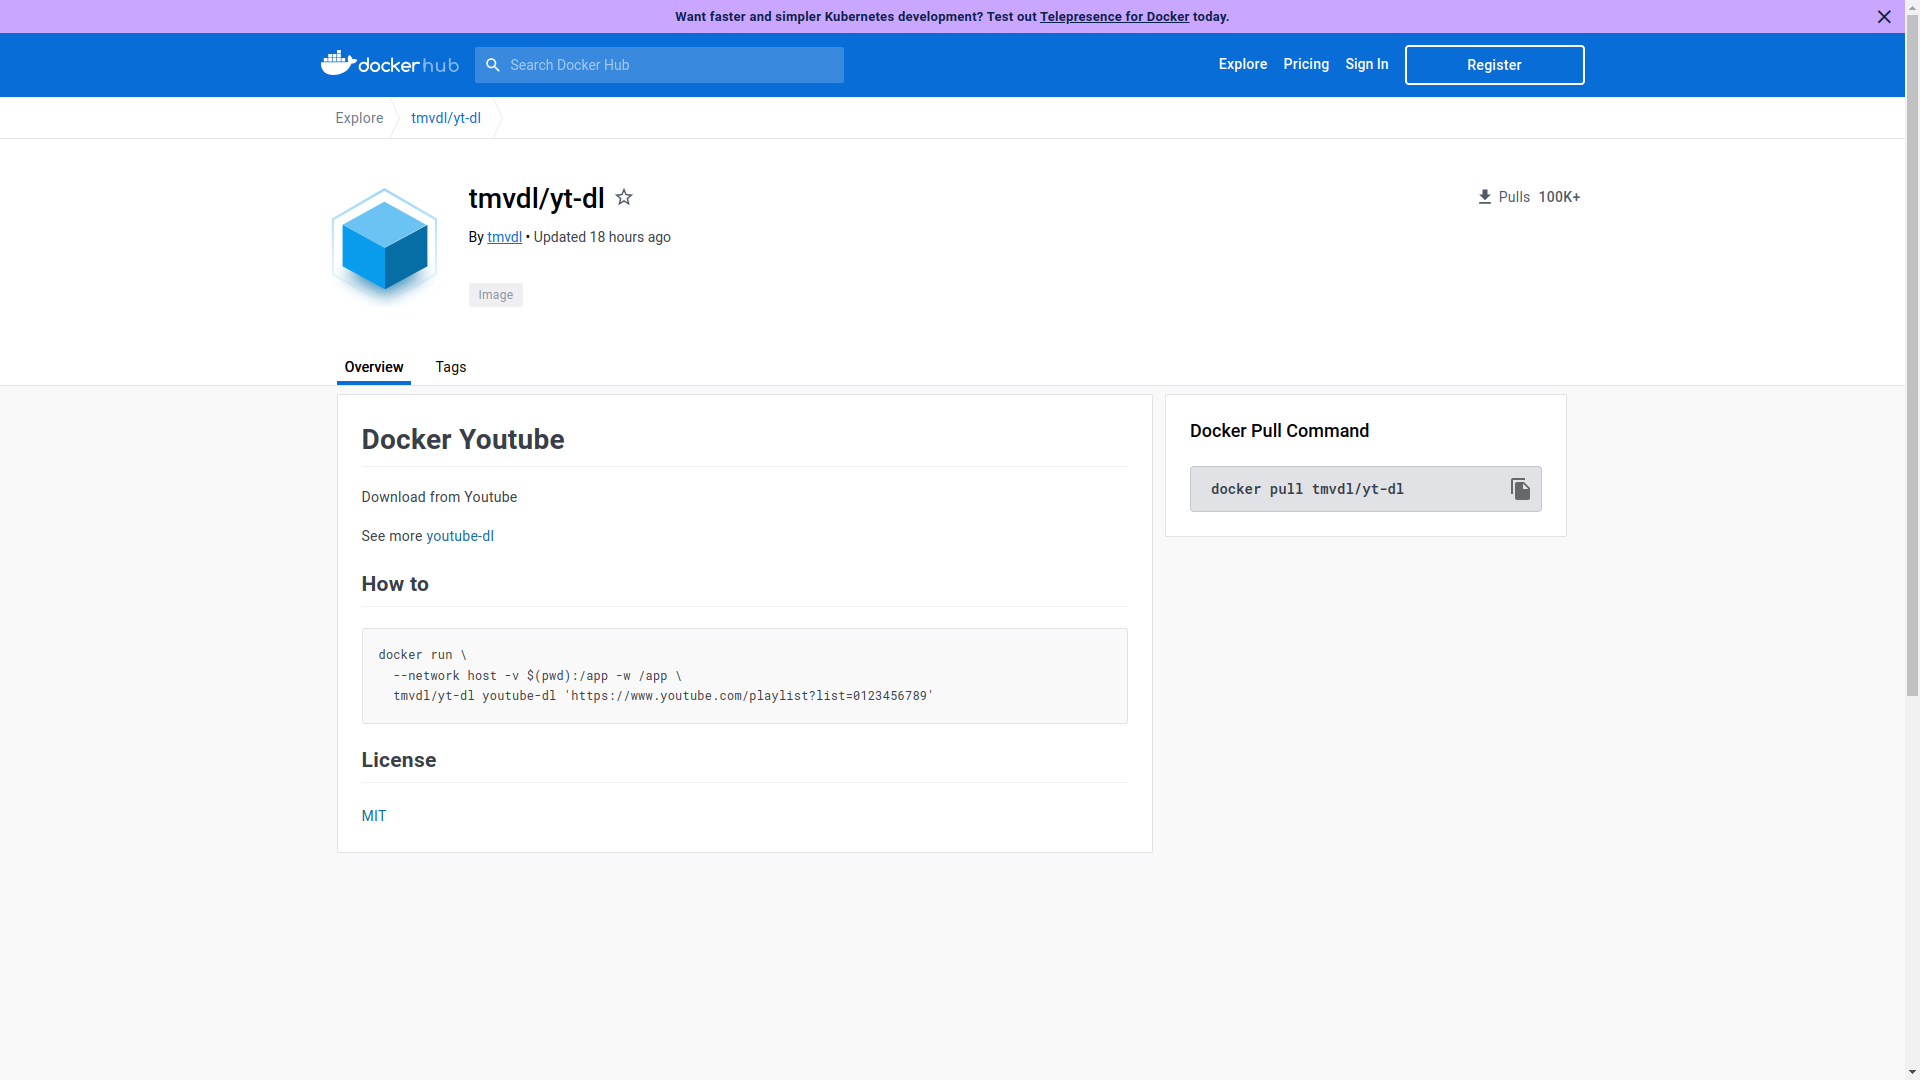 Want faster and simpler Kubernetes development? Test out Telepresence for Docker today.
dockerhub
Search Docker Hub
Explore
Pricing
Sign In
Register
Explore
tmvdl/yt-dl
tmvdl/yt-dl
Pulls 100K+
By tmvdl • Updated 18 hours ago
Image
Overview
Tags
Docker Youtube
Download from Youtube
See more youtube-dl
How to
docker run \
  --network host -v $(pwd):/app -w /app \
  tmvdl/yt-dl youtube-dl 'https://www.youtube.com/playlist?list=0123456789'
License
MIT
Docker Pull Command
docker pull tmvdl/yt-dl